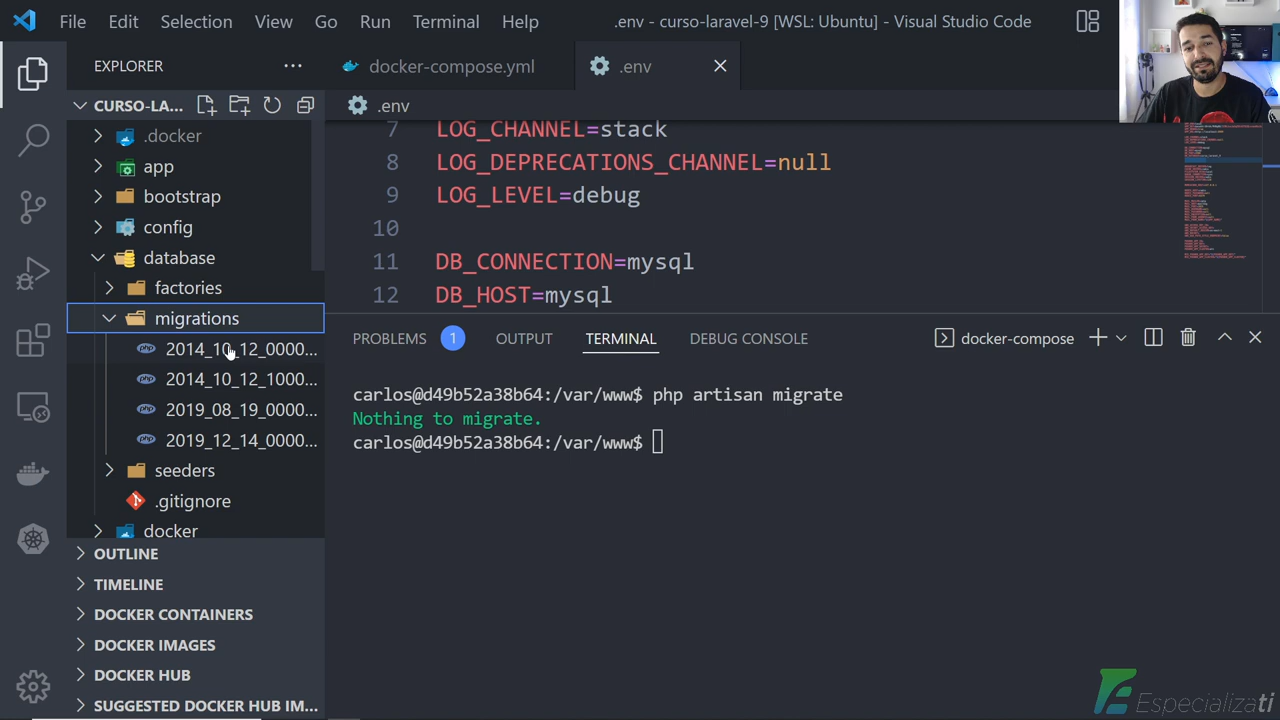 File Edit Selection View Go Run Terminal Help .env - curso-laravel-9 [WSL: Ubuntu] - Visual Studio Code
EXPLORER
docker-compose.yml .env
CURSO-LA...
.env
.docker
app
bootstrap
config
database
factories
migrations
2014_10_12_0000...
2014_10_12_1000...
2019_08_19_0000...
2019_12_14_0000...
seeders
.gitignore
docker
OUTLINE
TIMELINE
DOCKER CONTAINERS
DOCKER IMAGES
DOCKER HUB
SUGGESTED DOCKER HUB IM...
7 LOG_CHANNEL=stack
8 LOG_DEPRECATIONS_CHANNEL=null
9 LOG_LEVEL=debug
10
11 DB_CONNECTION=mysql
12 DB_HOST=mysql
PROBLEMS 1 OUTPUT TERMINAL DEBUG CONSOLE docker-compose
carlos@d49b52a38b64:/var/www$ php artisan migrate
Nothing to migrate.
carlos@d49b52a38b64:/var/www$
Especializati